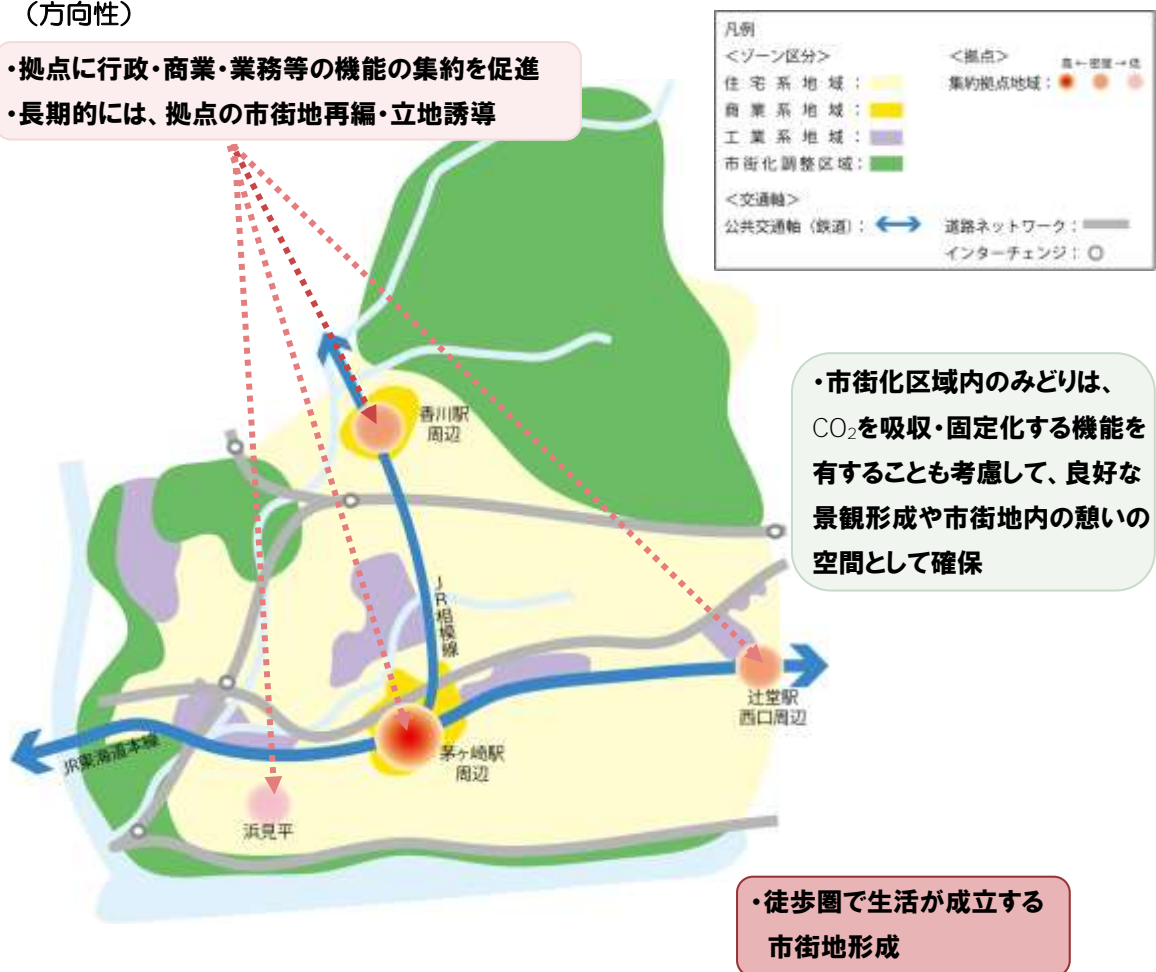 （方向性）
・拠点に行政・商業・業務等の機能の集約を促進
・長期的には、拠点の市街地再編・立地誘導
凡例
＜ゾーン区分＞
住宅系地域：
商業系地域：
工業系地域：
市街化調整区域：
＜交通軸＞
公共交通軸（鉄道）：
＜拠点＞
高←密度→低
集約拠点地域：
道路ネットワーク：
インターチェンジ：
香川駅
周辺
・市街化区域内のみどりは、
CO₂を吸収・固定化する機能を
有することも考慮して、良好な
景観形成や市街地内の憩いの
空間として確保
JR相模線
辻堂駅
西口周辺
JR東海道本線
茅ヶ崎駅
周辺
浜見平
・徒歩圏で生活が成立する
市街地形成